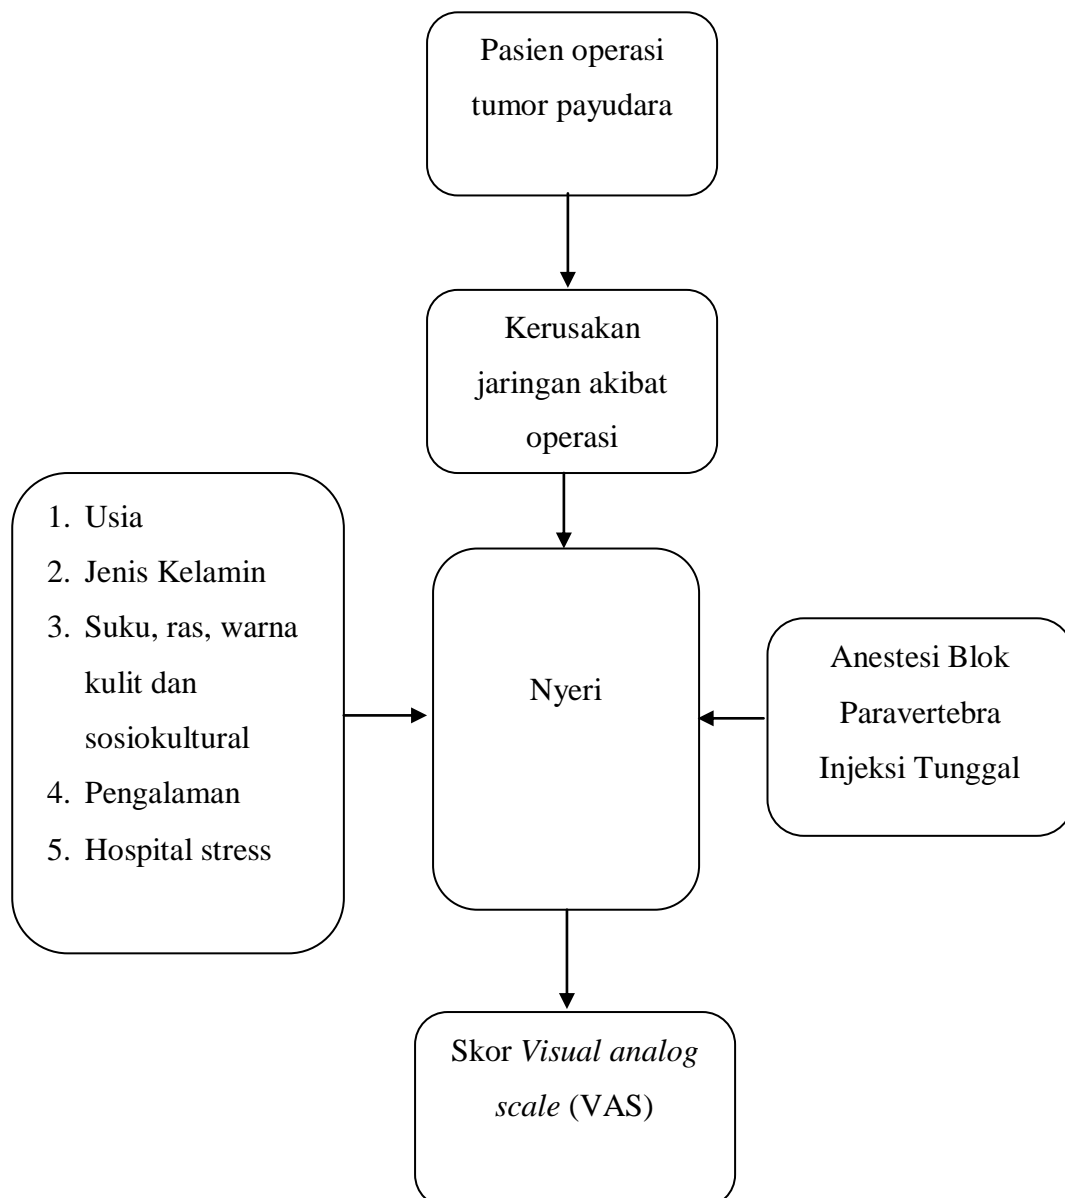 Pasien operasi
tumor payudara
Kerusakan
jaringan akibat
operasi
1. Usia
2. Jenis Kelamin
3. Suku, ras, warna
kulit dan
sosiokultural
4. Pengalaman
5. Hospital stress
Nyeri
Anestesi Blok
Paravertebra
Injeksi Tunggal
Skor Visual analog
scale (VAS)